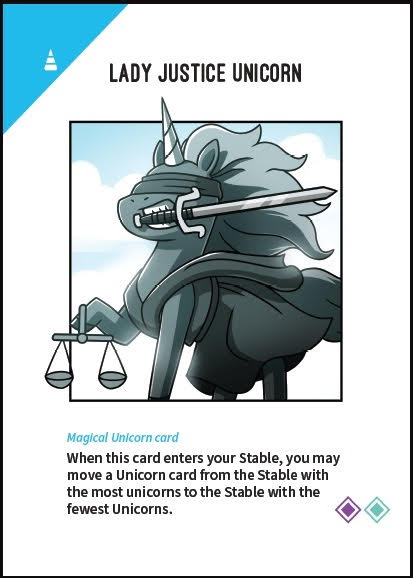 LADY JUSTICE UNICORN
Magical Unicorn card
When this card enters your Stable, you may
move a Unicorn card from the Stable with
the most unicorns to the Stable with the
fewest Unicorns.